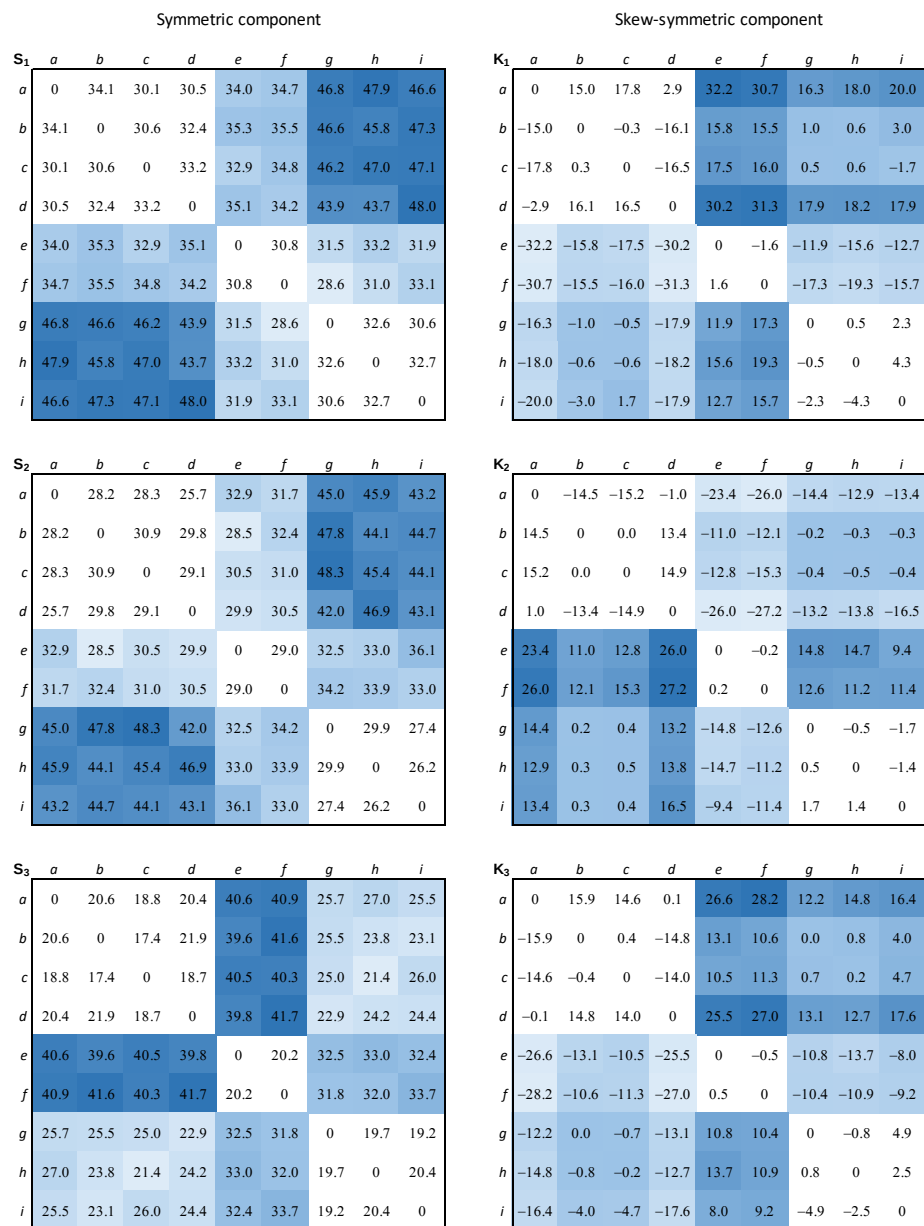 Symmetric component Skew-symmetric component
S1 a b c d e f g h i K1 a b c d e f g h i
a 0 34.1 30.1 30.5 34.0 34.7 46.8 47.9 46.6 a 0 15.0 17.8 2.9 32.2 30.7 16.3 18.0 20.0
b 34.1 0 30.6 32.4 35.3 35.5 46.6 45.8 47.3 b −15.0 0 −0.3 −16.1 15.8 15.5 1.0 0.6 3.0
c 30.1 30.6 0 33.2 32.9 34.8 46.2 47.0 47.1 c −17.8 0.3 0 −16.5 17.5 16.0 0.5 0.6 −1.7
d 30.5 32.4 33.2 0 35.1 34.2 43.9 43.7 48.0 d −2.9 16.1 16.5 0 30.2 31.3 17.9 18.2 17.9
e 34.0 35.3 32.9 35.1 0 30.8 31.5 33.2 31.9 e −32.2 −15.8 −17.5 −30.2 0 −1.6 −11.9 −15.6 −12.7
f 34.7 35.5 34.8 34.2 30.8 0 28.6 31.0 33.1 f −30.7 −15.5 −16.0 −31.3 1.6 0 −17.3 −19.3 −15.7
g 46.8 46.6 46.2 43.9 31.5 28.6 0 32.6 30.6 g −16.3 −1.0 −0.5 −17.9 11.9 17.3 0 0.5 2.3
h 47.9 45.8 47.0 43.7 33.2 31.0 32.6 0 32.7 h −18.0 −0.6 −0.6 −18.2 15.6 19.3 −0.5 0 4.3
i 46.6 47.3 47.1 48.0 31.9 33.1 30.6 32.7 0 i −20.0 −3.0 1.7 −17.9 12.7 15.7 −2.3 −4.3 0
S2 a b c d e f g h i K2 a b c d e f g h i
a 0 28.2 28.3 25.7 32.9 31.7 45.0 45.9 43.2 a 0 −14.5 −15.2 −1.0 −23.4 −26.0 −14.4 −12.9 −13.4
b 28.2 0 30.9 29.8 28.5 32.4 47.8 44.1 44.7 b 14.5 0 0.0 13.4 −11.0 −12.1 −0.2 −0.3 −0.3
c 28.3 30.9 0 29.1 30.5 31.0 48.3 45.4 44.1 c 15.2 0.0 0 14.9 −12.8 −15.3 −0.4 −0.5 −0.4
d 25.7 29.8 29.1 0 29.9 30.5 42.0 46.9 43.1 d 1.0 −13.4 −14.9 0 −26.0 −27.2 −13.2 −13.8 −16.5
e 32.9 28.5 30.5 29.9 0 29.0 32.5 33.0 36.1 e 23.4 11.0 12.8 26.0 0 −0.2 14.8 14.7 9.4
f 31.7 32.4 31.0 30.5 29.0 0 34.2 33.9 33.0 f 26.0 12.1 15.3 27.2 0.2 0 12.6 11.2 11.4
g 45.0 47.8 48.3 42.0 32.5 34.2 0 29.9 27.4 g 14.4 0.2 0.4 13.2 −14.8 −12.6 0 −0.5 −1.7
h 45.9 44.1 45.4 46.9 33.0 33.9 29.9 0 26.2 h 12.9 0.3 0.5 13.8 −14.7 −11.2 0.5 0 −1.4
i 43.2 44.7 44.1 43.1 36.1 33.0 27.4 26.2 0 i 13.4 0.3 0.4 16.5 −9.4 −11.4 1.7 1.4 0
S3 a b c d e f g h i K3 a b c d e f g h i
a 0 20.6 18.8 20.4 40.6 40.9 25.7 27.0 25.5 a 0 15.9 14.6 0.1 26.6 28.2 12.2 14.8 16.4
b 20.6 0 17.4 21.9 39.6 41.6 25.5 23.8 23.1 b −15.9 0 0.4 −14.8 13.1 10.6 0.0 0.8 4.0
c 18.8 17.4 0 18.7 40.5 40.3 25.0 21.4 26.0 c −14.6 −0.4 0 −14.0 10.5 11.3 0.7 0.2 4.7
d 20.4 21.9 18.7 0 39.8 41.7 22.9 24.2 24.4 d −0.1 14.8 14.0 0 25.5 27.0 13.1 12.7 17.6
e 40.6 39.6 40.5 39.8 0 20.2 32.5 33.0 32.4 e −26.6 −13.1 −10.5 −25.5 0 −0.5 −10.8 −13.7 −8.0
f 40.9 41.6 40.3 41.7 20.2 0 31.8 32.0 33.7 f −28.2 −10.6 −11.3 −27.0 0.5 0 −10.4 −10.9 −9.2
g 25.7 25.5 25.0 22.9 32.5 31.8 0 19.7 19.2 g −12.2 0.0 −0.7 −13.1 10.8 10.4 0 −0.8 4.9
h 27.0 23.8 21.4 24.2 33.0 32.0 19.7 0 20.4 h −14.8 −0.8 −0.2 −12.7 13.7 10.9 0.8 0 2.5
i 25.5 23.1 26.0 24.4 32.4 33.7 19.2 20.4 0 i −16.4 −4.0 −4.7 −17.6 8.0 9.2 −4.9 −2.5 0